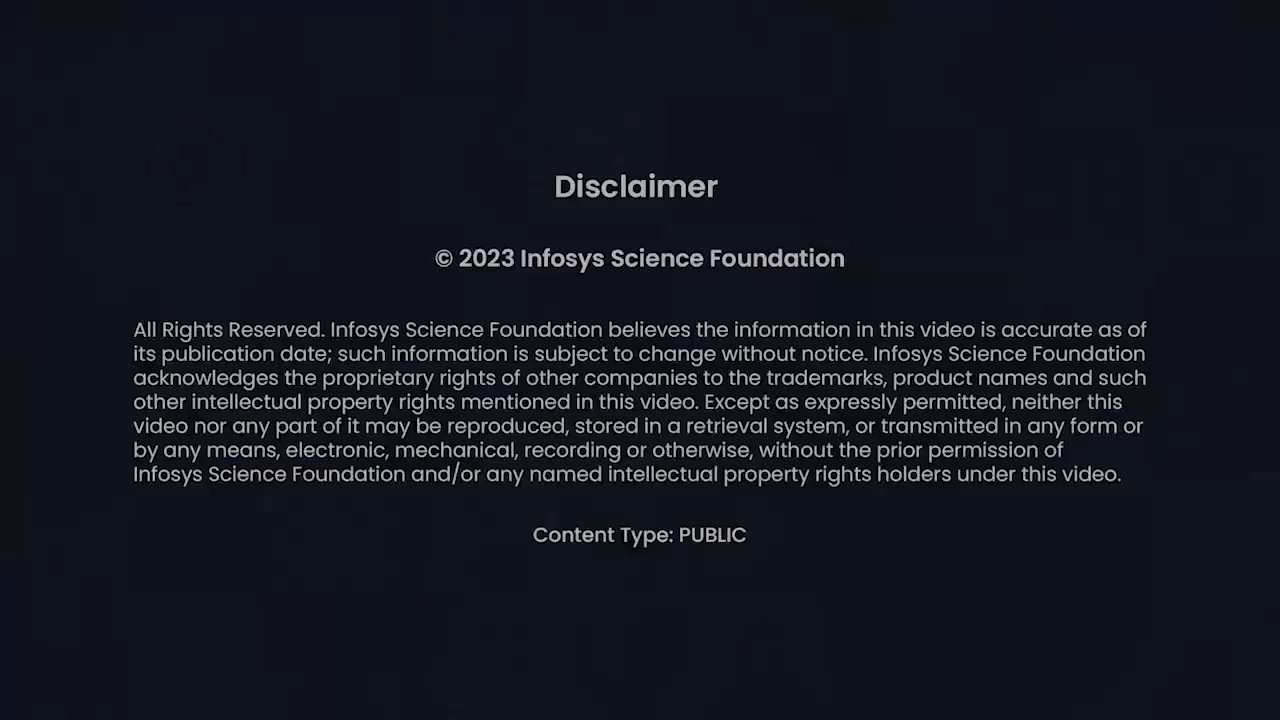 Disclaimer
© 2023 Infosys Science Foundation
All Rights Reserved. Infosys Science Foundation believes the information in this video is accurate as of
its publication date; such information is subject to change without notice. Infosys Science Foundation
acknowledges the proprietary rights of other companies to the trademarks, product names and such
other intellectual property rights mentioned in this video. Except as expressly permitted, neither this
video nor any part of it may be reproduced, stored in a retrieval system, or transmitted in any form or
by any means, electronic, mechanical, recording or otherwise, without the prior permission of
Infosys Science Foundation and/or any named intellectual property rights holders under this video.
Content Type: PUBLIC